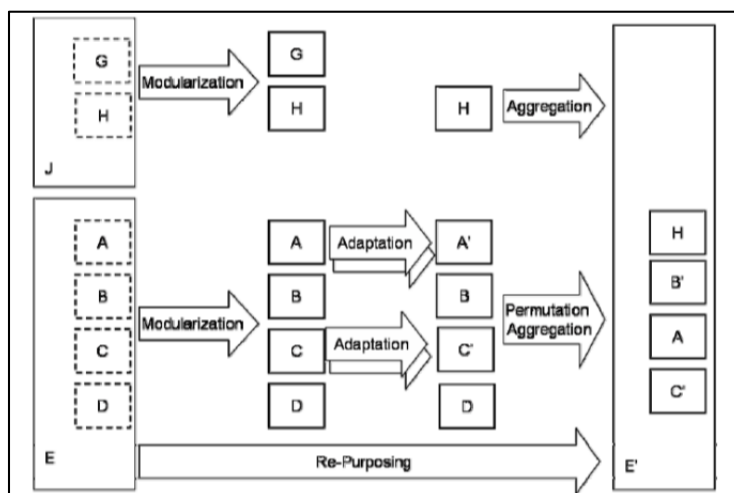 G
G
Modularization
H
H
H
Aggregation
J
A
A
Adaptation
A'
H
B
B
B
B'
Modularization
Permutation
Aggregation
C
C
Adaptation
C'
A
D
D
D
C'
E
Re-Purposing
E'